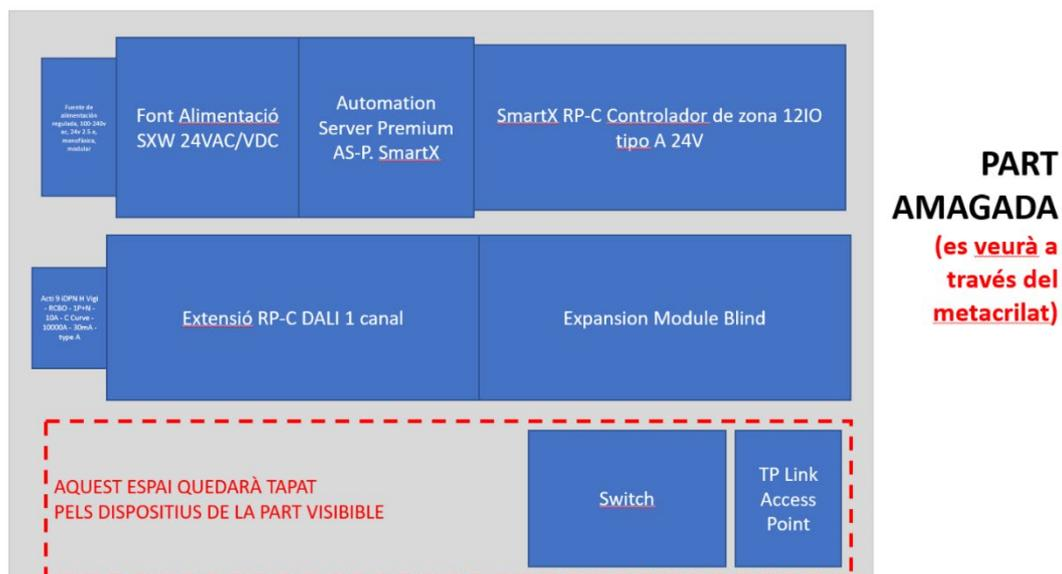 Fuente de
alimentación
regulada, 100-240v
ac, 24v 2.5 a,
monofásica,
modular
Font Alimentació
SXW 24VAC/VDC
Automation
Server Premium
AS-P. SmartX
SmartX RP-C Controlador de zona 12IO
tipo A 24V
PART
AMAGADA
(es veurà a
través del
metacrilat)
Acti 9 iDPN H Vigi
- RCBO - 1P+N -
10A - C Curve -
10000A - 30mA -
type A
Extensió RP-C DALI 1 canal
Expansion Module Blind
AQUEST ESPAI QUEDARÀ TAPAT
PELS DISPOSITIUS DE LA PART VISIBIBLE
Switch
TP Link
Access
Point